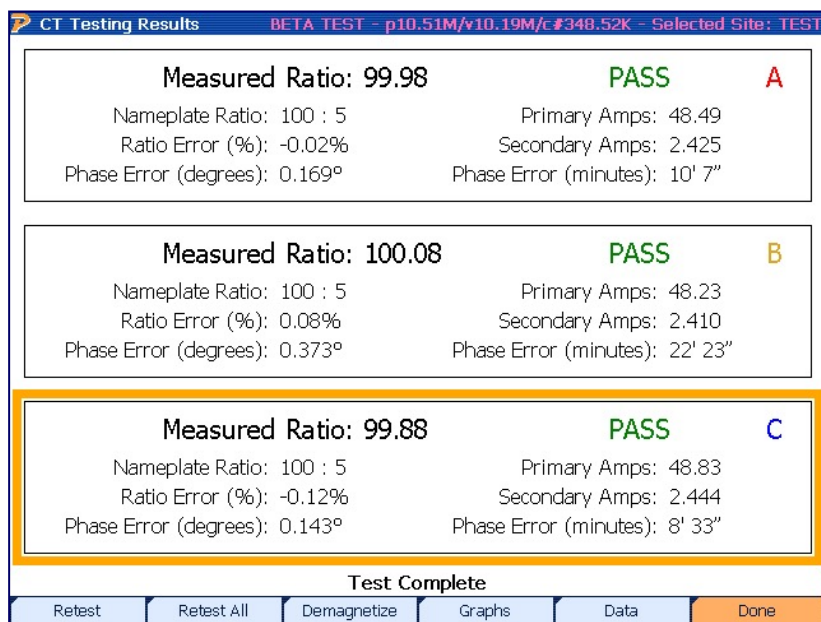 CT Testing Results BETA TEST - p10.51M/v10.19M/c#348.52K - Selected Site: TEST
Measured Ratio: 99.98 PASS A
Nameplate Ratio: 100 : 5 Primary Amps: 48.49
Ratio Error (%): -0.02% Secondary Amps: 2.425
Phase Error (degrees): 0.169º Phase Error (minutes): 10' 7”
Measured Ratio: 100.08 PASS B
Nameplate Ratio: 100 : 5 Primary Amps: 48.23
Ratio Error (%): 0.08% Secondary Amps: 2.410
Phase Error (degrees): 0.373º Phase Error (minutes): 22' 23”
Measured Ratio: 99.88 PASS C
Nameplate Ratio: 100 : 5 Primary Amps: 48.83
Ratio Error (%): -0.12% Secondary Amps: 2.444
Phase Error (degrees): 0.143º Phase Error (minutes): 8' 33”
Test Complete
Retest Retest All Demagnetize Graphs Data Done